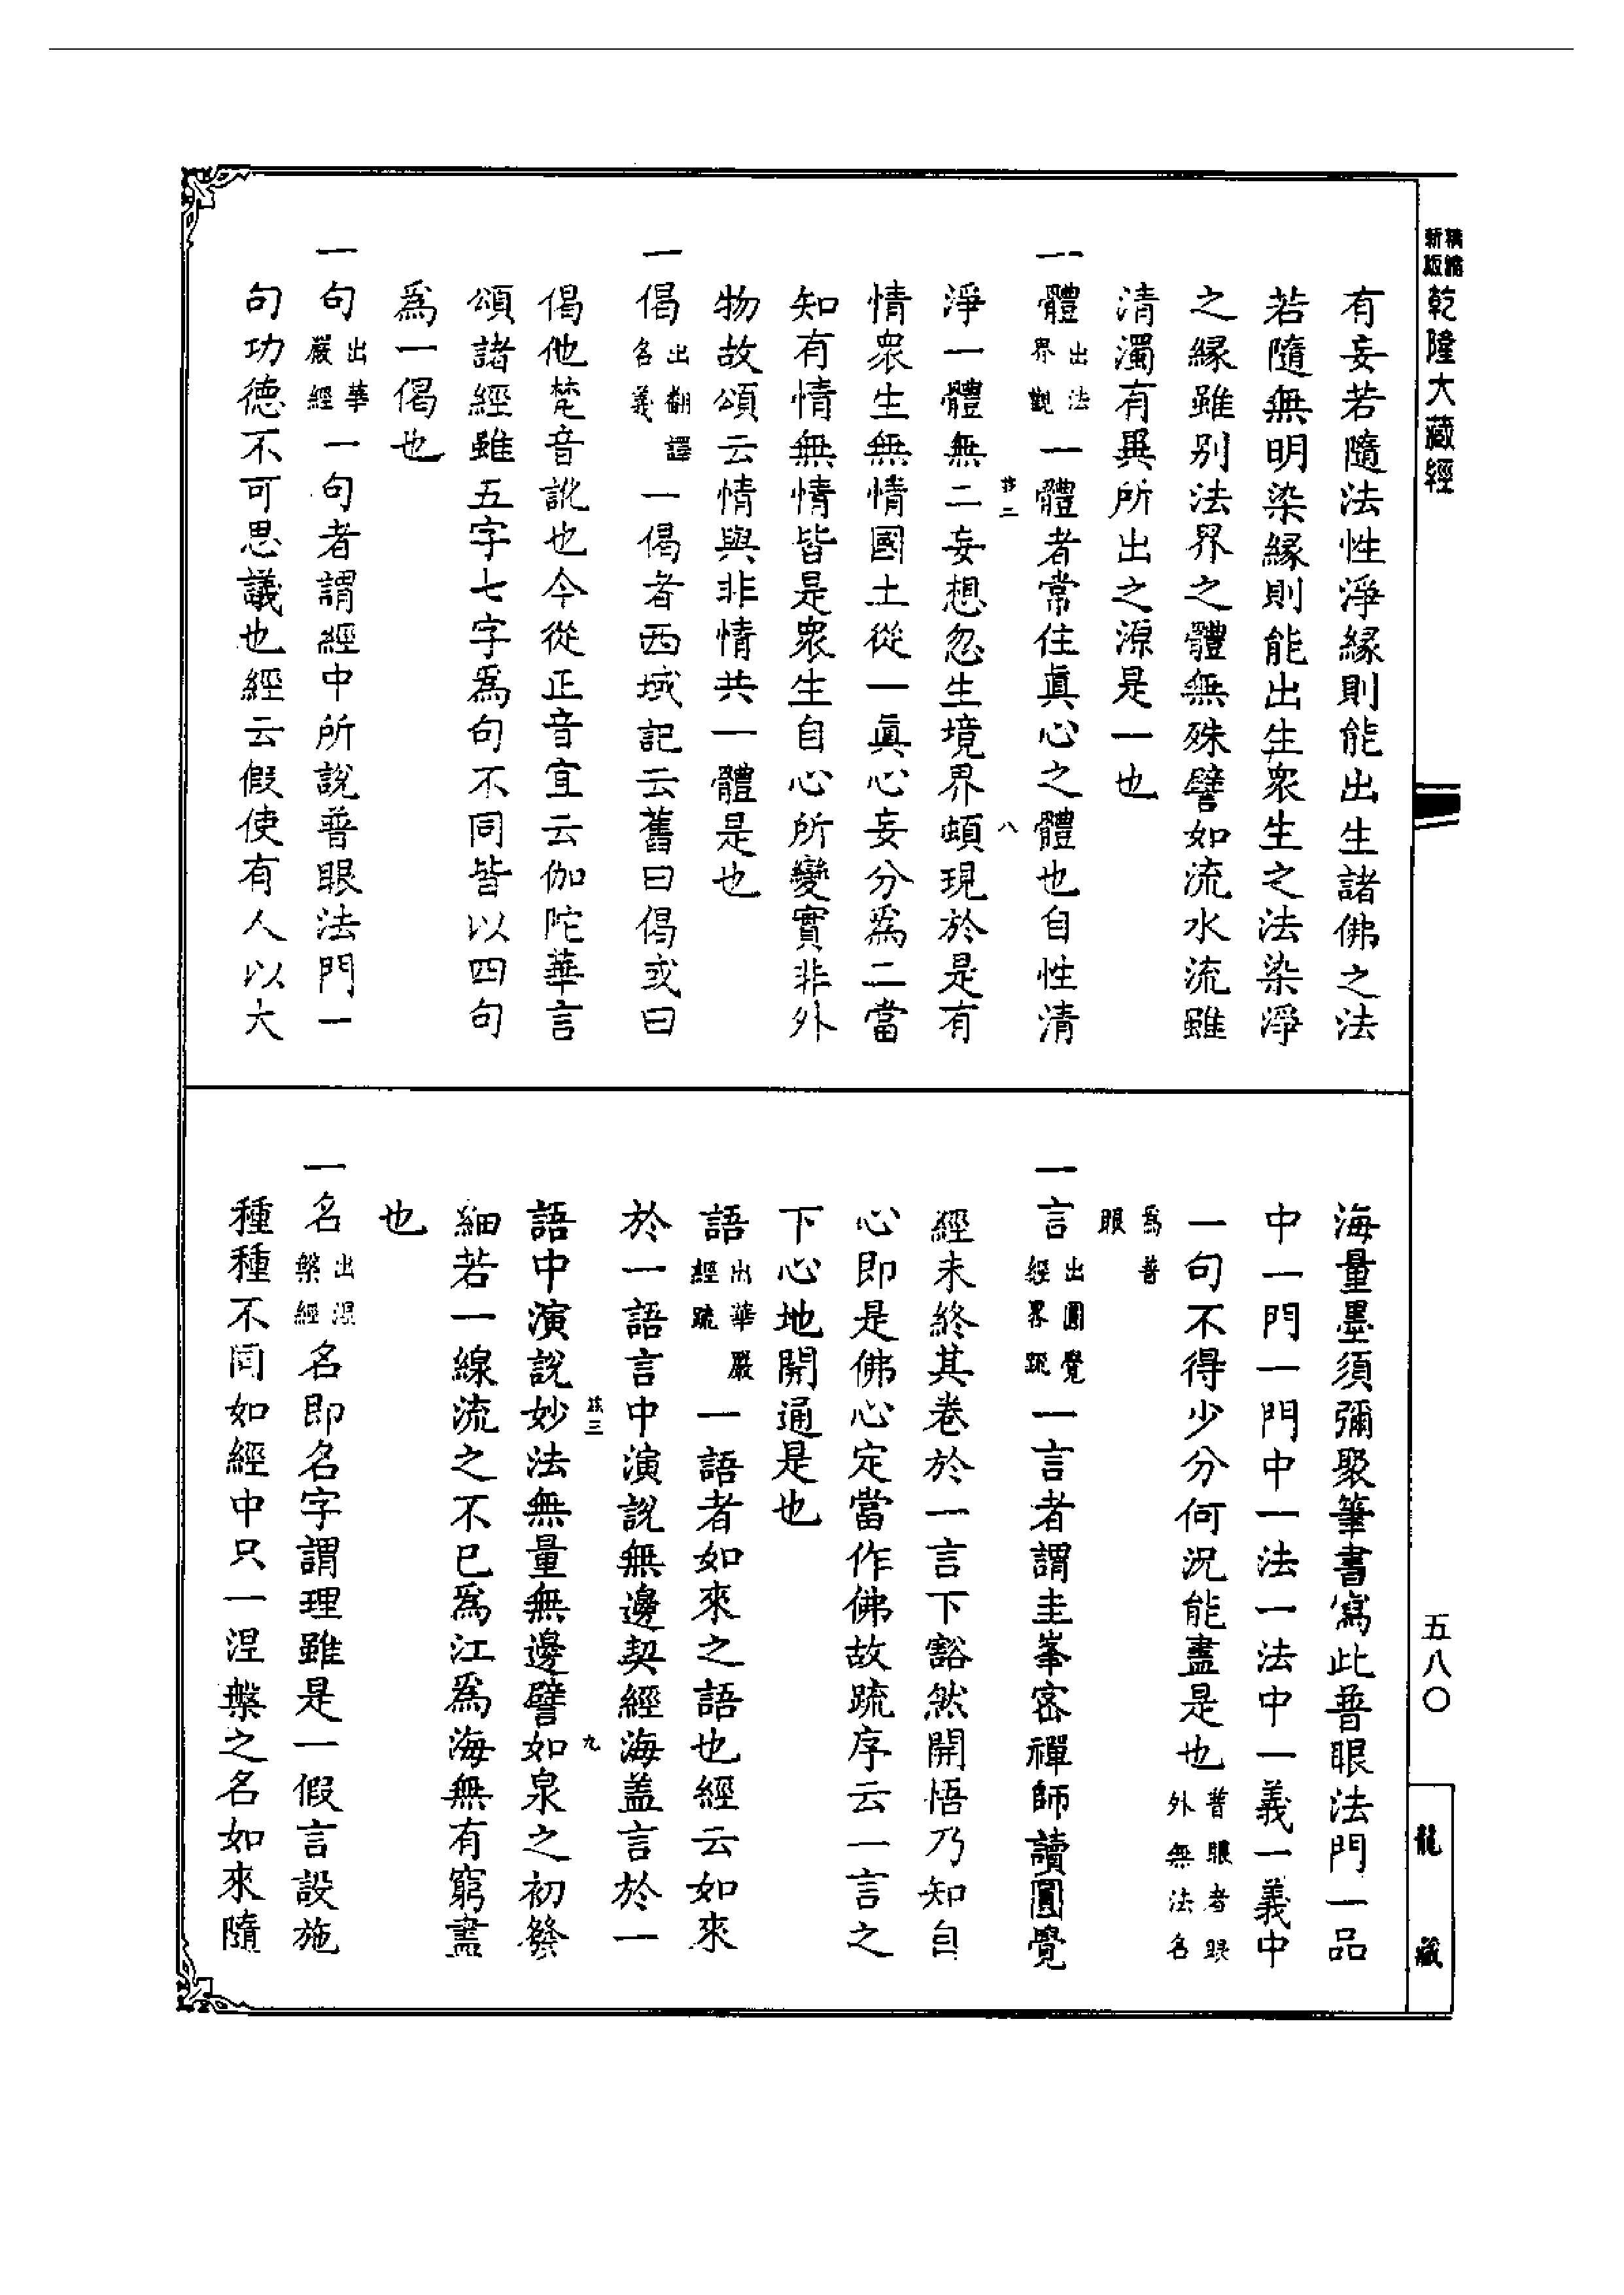 乾隆大藏經
有妄若隨法性淨緣則能出生諸佛之法
若隨無明染緣則能出生衆生之法染淨
之緣雖別法界之體無殊譬如流水流雖
清濁有異所出之源是一也
一體 出法界觀 一體者常住眞心之體也自性清
淨一體無二妄想忽生境界頓現於是有
情衆生無情國土從一眞心妄分爲二當
知有情無情皆是衆生自心所變實非外
物故頌云情與非情共一體是也
一偈 出翻譯名義 一偈者西域記云舊曰偈或曰
偈他梵音訛也今從正音宜云伽陀華言
頌諸經雖五字七字爲句不同皆以四句
爲一偈也
一句 出華嚴經 一句者謂經中所說普眼法門一
句功德不可思議也經云假使有人以大
海量墨須彌聚筆書寫此普眼法門一品
中一門一門中一法一法中一義一義中
一句不得少分何況能盡是也 普眼者眼外無法名
爲普眼
一言 出圓覺經畧疏 一言者謂圭峯密禪師讀圓覺
經未終其卷於一言下豁然開悟乃知自
心即是佛心定當作佛故疏序云一言之
下心地開通是也
一語 出華嚴經疏 一語者如來之語也經云如來
於一語言中演說無邊契經海盖言於一
語中演說妙法無量無邊譬如泉之初發
細若一線流之不已爲江爲海無有窮盡
也
一名 出涅槃經 名即名字謂理雖是一假言設施
種種不同如經中只一涅槃之名如來隨
五八〇
龍藏